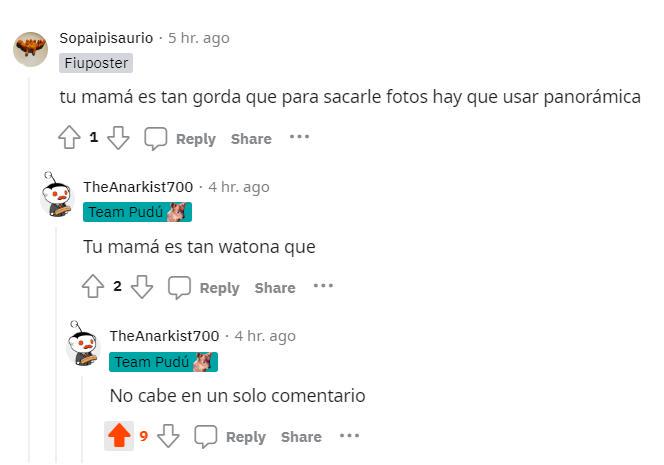 Sopaipisaurio · 5 hr. ago
Fiuposter
tu mamá es tan gorda que para sacarle fotos hay que usar panorámica
1 Reply Share ···
TheAnarkist700 · 4 hr. ago
Team Pudú
Tu mamá es tan watona que
2 Reply Share ···
TheAnarkist700 · 4 hr. ago
Team Pudú
No cabe en un solo comentario
9 Reply Share ···